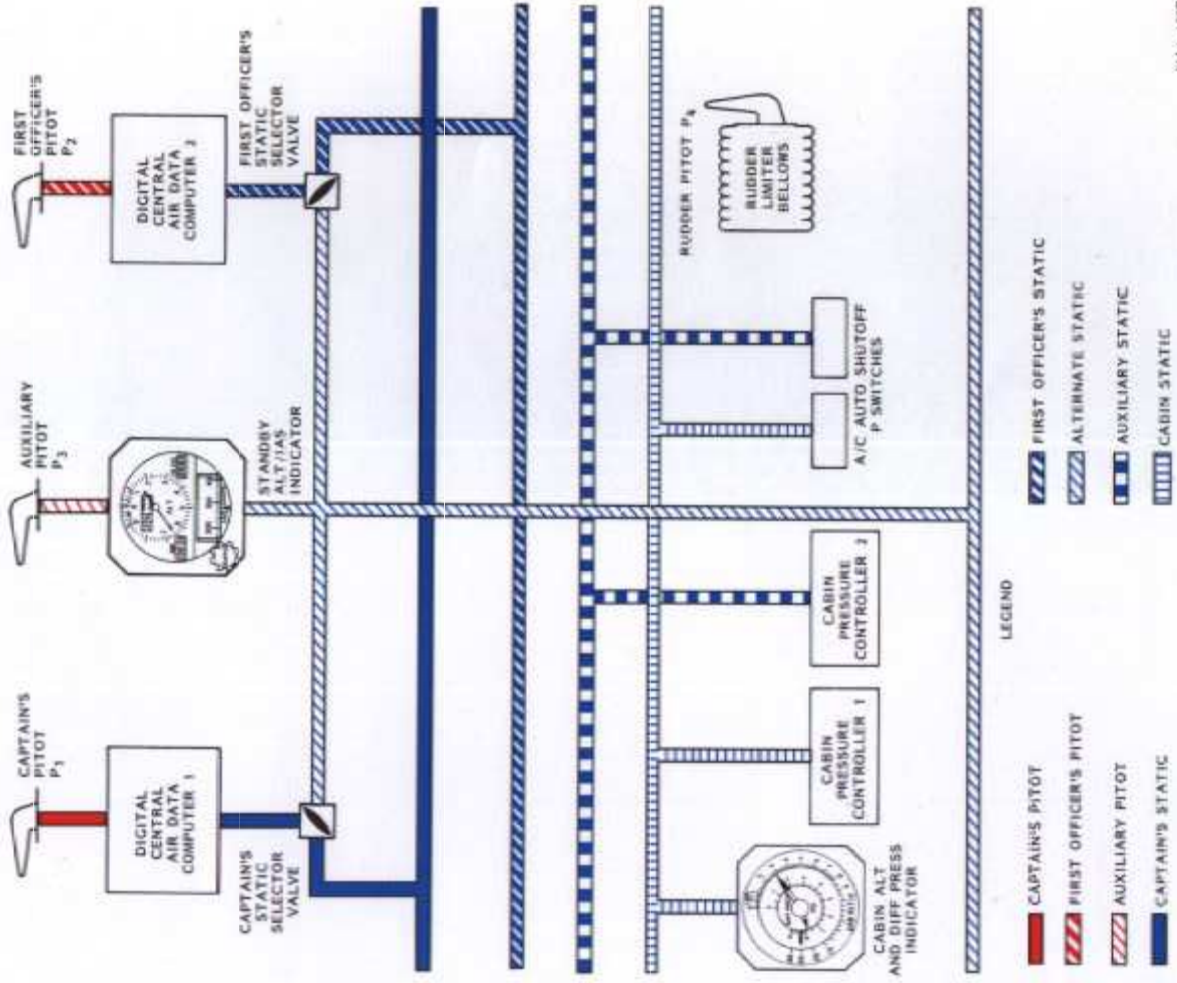 CAPTAIN'S
PITOT
P1
AUXILIARY
PITOT
P3
FIRST
OFFICER'S
PITOT
P2
DIGITAL
CENTRAL
AIR DATA
COMPUTER 1
STANDBY
ALT/IAS
INDICATOR
DIGITAL
CENTRAL
AIR DATA
COMPUTER 2
CAPTAIN'S
STATIC
SELECTOR
VALVE
FIRST OFFICER'S
STATIC
SELECTOR
VALVE
RUDDER PITOT P4
RUDDER
LIMITER
BELLOWS
CABIN ALT
AND DIFF PRESS
INDICATOR
CABIN
PRESSURE
CONTROLLER 1
CABIN
PRESSURE
CONTROLLER 2
A/C AUTO SHUTOFF
P SWITCHES
LEGEND
CAPTAIN'S PITOT
FIRST OFFICER'S PITOT
AUXILIARY PITOT
CAPTAIN'S STATIC
FIRST OFFICER'S STATIC
ALTERNATE STATIC
AUXILIARY STATIC
CABIN STATIC